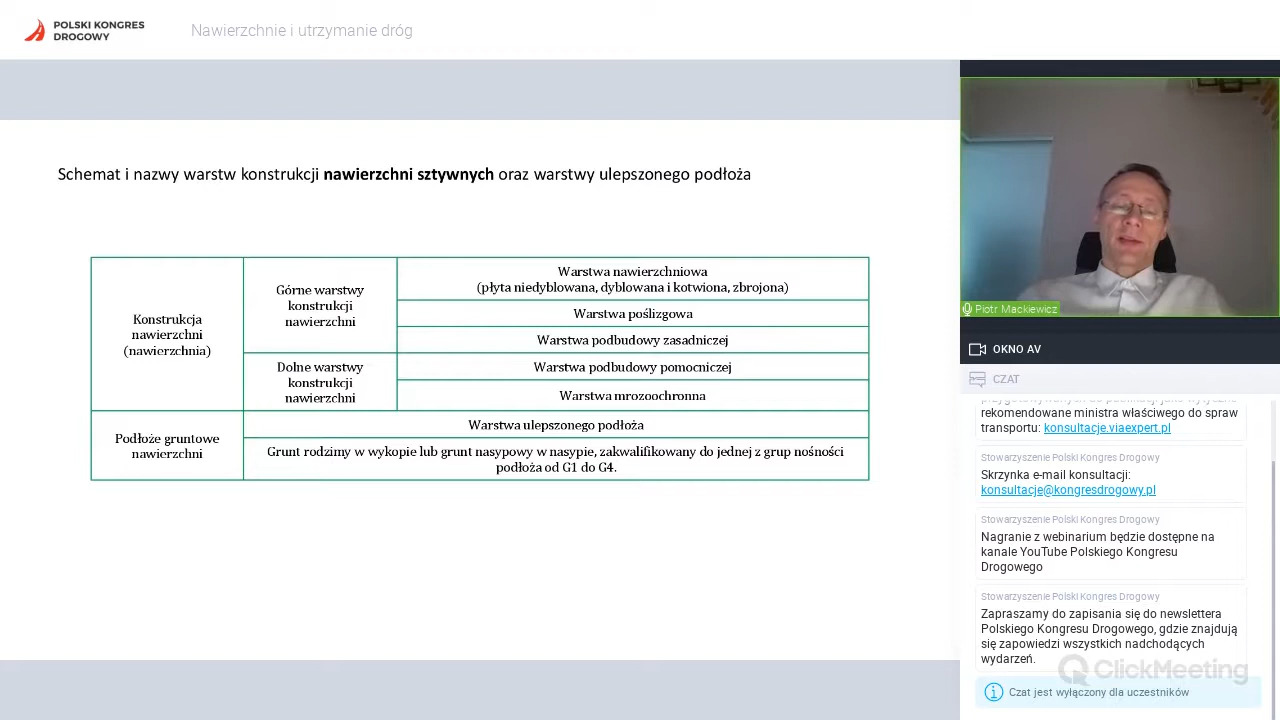 POLSKI KONGRES
DROGOWY
Nawierzchnie i utrzymanie dróg
Schemat i nazwy warstw konstrukcji nawierzchni sztywnych oraz warstwy ulepszonego podłoża
Konstrukcja
nawierzchni
(nawierzchnia)
Górne warstwy
konstrukcji
nawierzchni
Warstwa nawierzchniowa
(płyta niedyblowana, dyblowana i kotwiona, zbrojona)
Warstwa poślizgowa
Warstwa podbudowy zasadniczej
Dolne warstwy
konstrukcji
nawierzchni
Warstwa podbudowy pomocniczej
Warstwa mrozoochronna
Podłoże gruntowe
nawierzchni
Warstwa ulepszonego podłoża
Grunt rodzimy w wykopie lub grunt nasypowy w nasypie, zakwalifikowany do jednej z grup nośności
podłoża od G1 do G4.
Piotr Mackiewicz
OKNO AV
CZAT
rekomendowane ministra właściwego do spraw
transportu: konsultacje.viaexpert.pl
Stowarzyszenie Polski Kongres Drogowy
Skrzynka e-mail konsultacji:
konsultacje@kongresdrogowy.pl
Stowarzyszenie Polski Kongres Drogowy
Nagranie z webinarium będzie dostępne na
kanale YouTube Polskiego Kongresu
Drogowego
Stowarzyszenie Polski Kongres Drogowy
Zapraszamy do zapisania się do newslettera
Polskiego Kongresu Drogowego, gdzie znajdują
się zapowiedzi wszystkich nadchodzących
wydarzeń.
ClickMeeting
Czat jest wyłączony dla uczestników